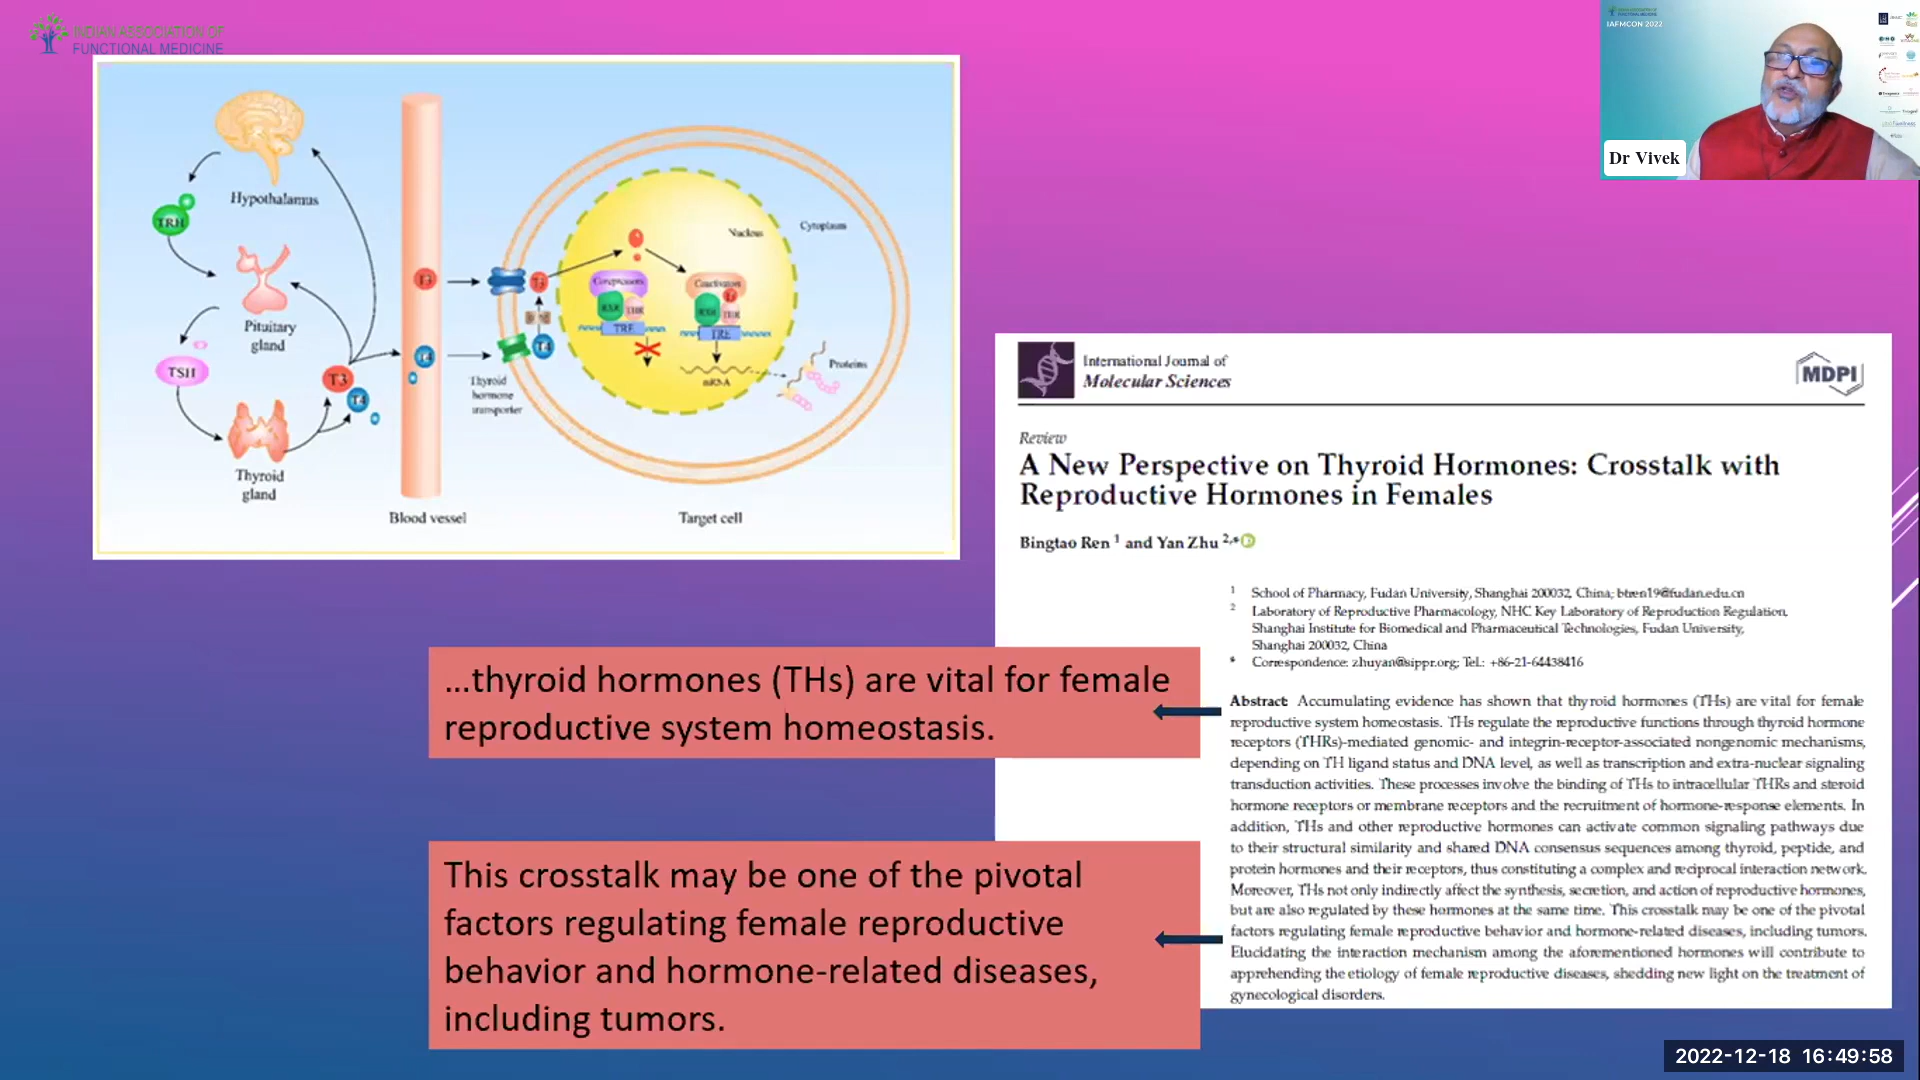 INDIAN ASSOCIATION OF
FUNCTIONAL MEDICINE
IAFMCON 2022
Dr Vivek
Hypothalamus
TRH
Pituitary
gland
TSH
T3
T4
Thyroid
gland
T3
T4
Blood vessel
Thyroid
hormone
transporter
T3
T4
Nucleus
Cytoplasm
Corepressors
RXR THR
TRE
Coactivators
T3
RXR THR
TRE
mRNA
Proteins
Target cell
International Journal of
Molecular Sciences
MDPI
Review
A New Perspective on Thyroid Hormones: Crosstalk with
Reproductive Hormones in Females
Bingtao Ren 1 and Yan Zhu 2,*
1 School of Pharmacy, Fudan University, Shanghai 200032, China; btren19@fudan.edu.cn
2 Laboratory of Reproductive Pharmacology, NHC Key Laboratory of Reproduction Regulation,
Shanghai Institute for Biomedical and Pharmaceutical Technologies, Fudan University,
Shanghai 200032, China
* Correspondence: zhuyan@sippr.org; Tel.: +86-21-64438416
Abstract: Accumulating evidence has shown that thyroid hormones (THs) are vital for female
reproductive system homeostasis. THs regulate the reproductive functions through thyroid hormone
receptors (THRs)-mediated genomic- and integrin-receptor-associated nongenomic mechanisms,
depending on TH ligand status and DNA level, as well as transcription and extra-nuclear signaling
transduction activities. These processes involve the binding of THs to intracellular THRs and steroid
hormone receptors or membrane receptors and the recruitment of hormone-response elements. In
addition, THs and other reproductive hormones can activate common signaling pathways due
to their structural similarity and shared DNA consensus sequences among thyroid, peptide, and
protein hormones and their receptors, thus constituting a complex and reciprocal interaction network.
Moreover, THs not only indirectly affect the synthesis, secretion, and action of reproductive hormones,
but are also regulated by these hormones at the same time. This crosstalk may be one of the pivotal
factors regulating female reproductive behavior and hormone-related diseases, including tumors.
Elucidating the interaction mechanism among the aforementioned hormones will contribute to
apprehending the etiology of female reproductive diseases, shedding new light on the treatment of
gynecological disorders.
...thyroid hormones (THs) are vital for female
reproductive system homeostasis.
This crosstalk may be one of the pivotal
factors regulating female reproductive
behavior and hormone-related diseases,
including tumors.
2022-12-18 16:49:58